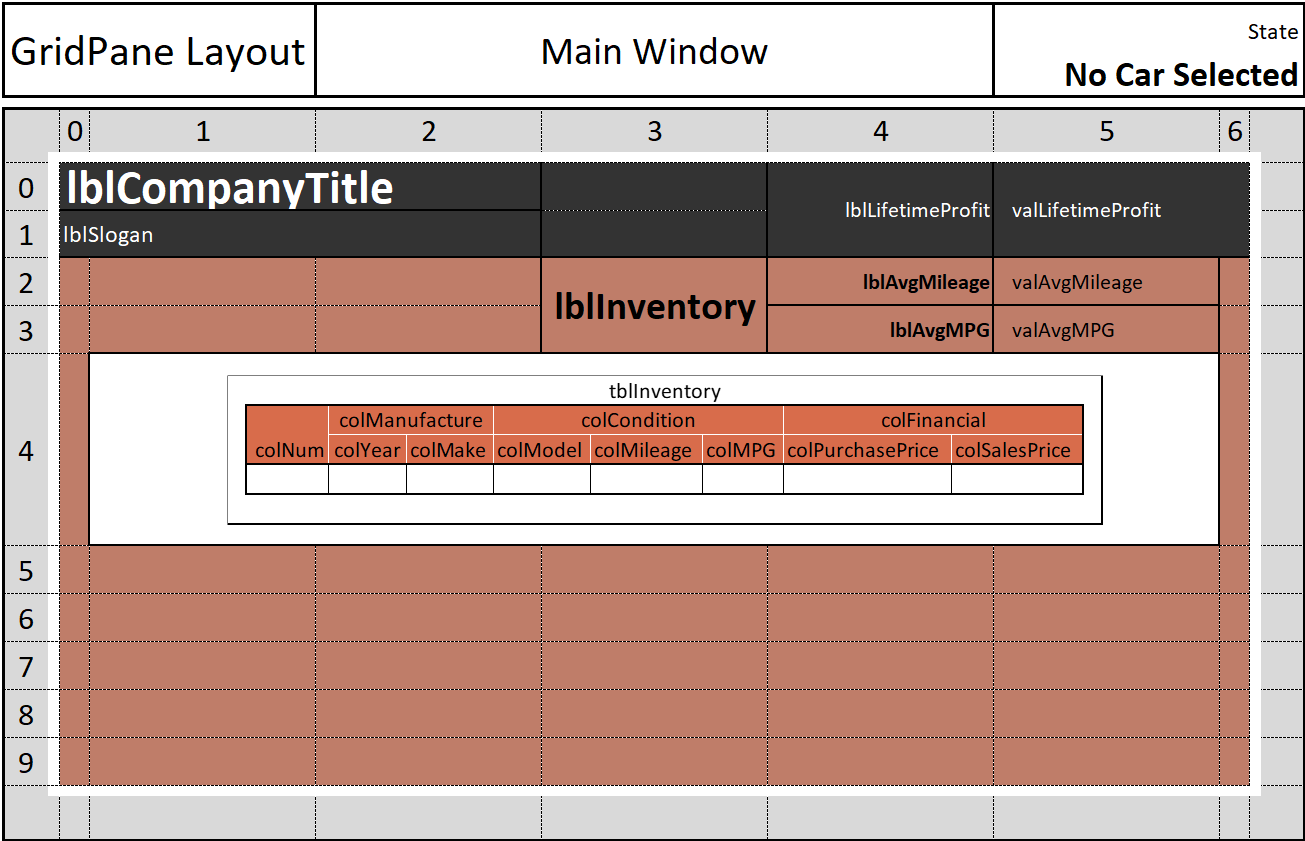 GridPane Layout
Main Window
State
No Car Selected
0 1 2 3 4 5 6
0
lblCompanyTitle
lblLifetimeProfit valLifetimeProfit
1
lblSlogan
2
lblInventory
lblAvgMileage valAvgMileage
3
lblAvgMPG valAvgMPG
4
tblInventory
colManufacture colCondition colFinancial
colNum colYear colMake colModel colMileage colMPG colPurchasePrice colSalesPrice
5
6
7
8
9